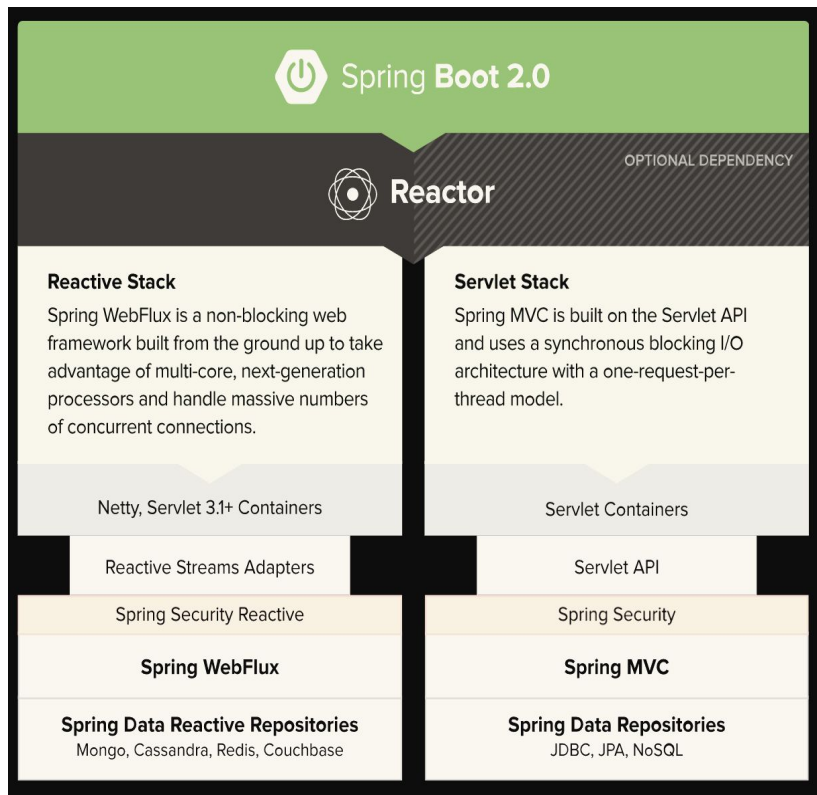 Spring Boot 2.0
OPTIONAL DEPENDENCY
Reactor
Reactive Stack
Spring WebFlux is a non-blocking web
framework built from the ground up to take
advantage of multi-core, next-generation
processors and handle massive numbers
of concurrent connections.
Netty, Servlet 3.1+ Containers
Reactive Streams Adapters
Spring Security Reactive
Spring WebFlux
Spring Data Reactive Repositories
Mongo, Cassandra, Redis, Couchbase
Servlet Stack
Spring MVC is built on the Servlet API
and uses a synchronous blocking I/O
architecture with a one-request-per-
thread model.
Servlet Containers
Servlet API
Spring Security
Spring MVC
Spring Data Repositories
JDBC, JPA, NoSQL